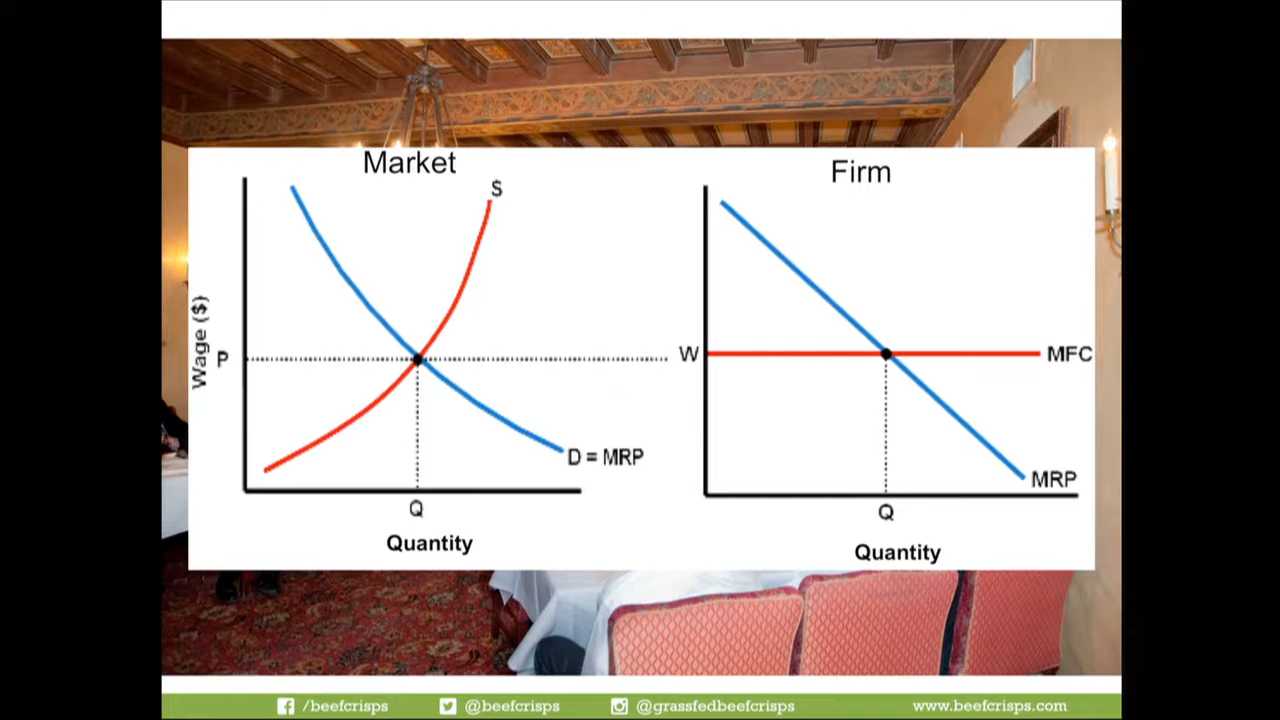 Market
S
Wage ($)
P
D = MRP
Q
Quantity
Firm
W
MFC
MRP
Q
Quantity
/beefcrisps
@beefcrisps
@grassfedbeefcrisps
www.beefcrisps.com